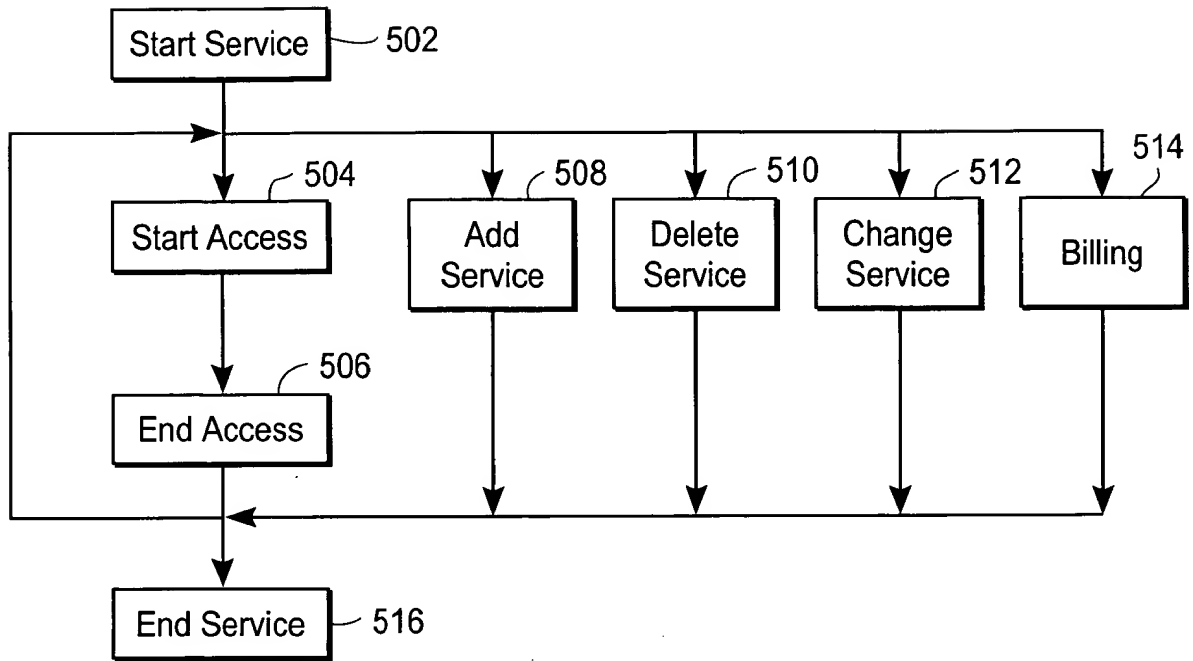 Start Service
502
504
Start Access
506
End Access
508
Add
Service
510
Delete
Service
512
Change
Service
514
Billing
End Service
516